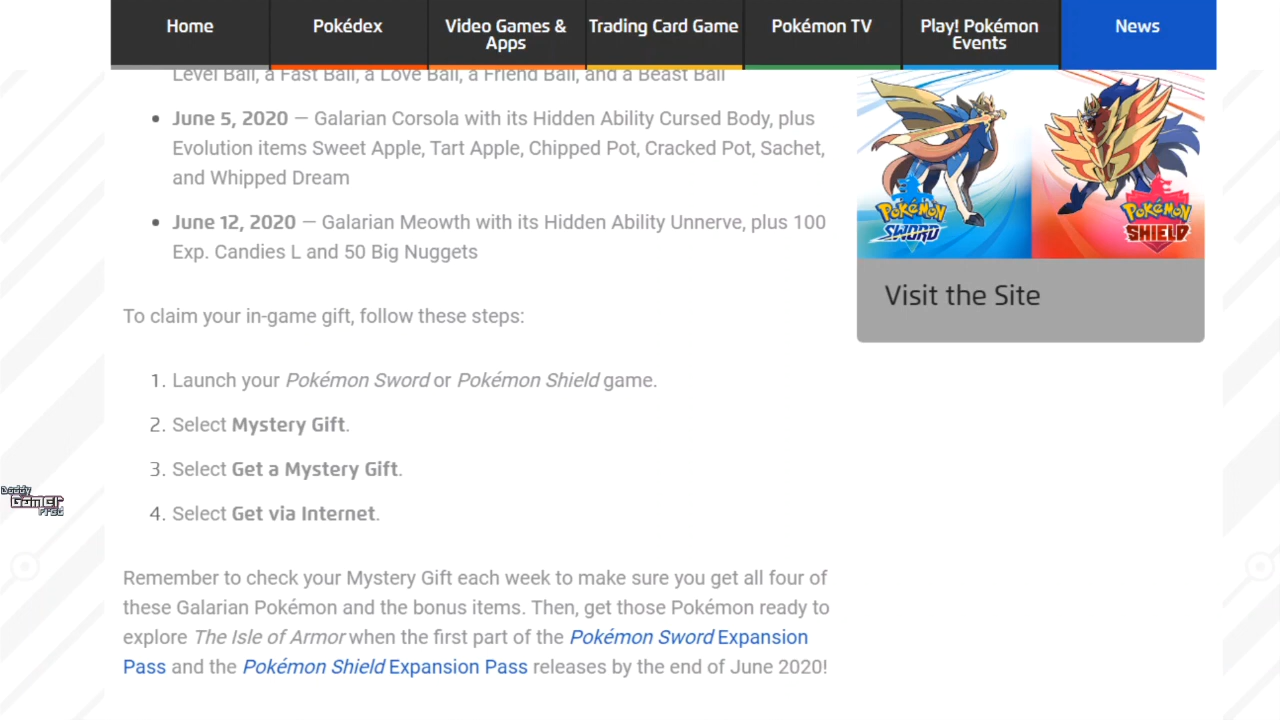 Home
Pokédex
Video Games &
Apps
Trading Card Game
Pokémon TV
Play! Pokémon
Events
News
Level Ball, a Fast Ball, a Love Ball, a Friend Ball, and a Beast Ball
• June 5, 2020 — Galarian Corsola with its Hidden Ability Cursed Body, plus
Evolution items Sweet Apple, Tart Apple, Chipped Pot, Cracked Pot, Sachet,
and Whipped Dream
• June 12, 2020 — Galarian Meowth with its Hidden Ability Unnerve, plus 100
Exp. Candies L and 50 Big Nuggets
To claim your in-game gift, follow these steps:
1. Launch your Pokémon Sword or Pokémon Shield game.
2. Select Mystery Gift.
3. Select Get a Mystery Gift.
4. Select Get via Internet.
Remember to check your Mystery Gift each week to make sure you get all four of
these Galarian Pokémon and the bonus items. Then, get those Pokémon ready to
explore The Isle of Armor when the first part of the Pokémon Sword Expansion
Pass and the Pokémon Shield Expansion Pass releases by the end of June 2020!
POKéMON
SWORD
POKéMON
SHIELD
Visit the Site
Daddy
Gamer
Fred